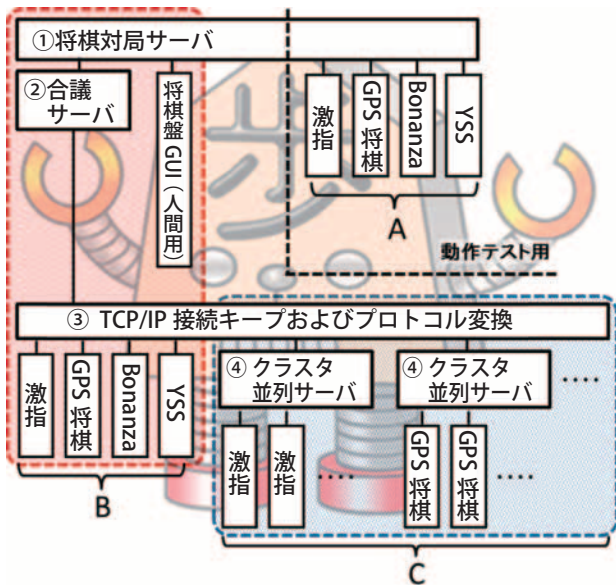 ①将棋対局サーバ
②合議
サーバ
将棋盤GUI（人間用）
激指
GPS将棋
Bonanza
YSS
A
動作テスト用
③ TCP/IP 接続キープおよびプロトコル変換
激指
GPS将棋
Bonanza
YSS
B
④クラスタ
並列サーバ
④クラスタ
並列サーバ
‥‥
激指
激指
‥‥
GPS将棋
GPS将棋
‥‥
C
歩